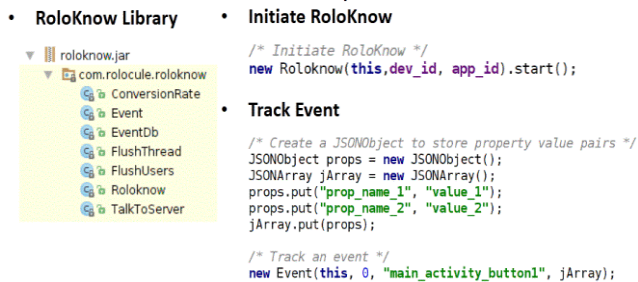 • RoloKnow Library
roloknow.jar
com.rolocule.roloknow
ConversionRate
Event
EventDb
FlushThread
FlushUsers
Roloknow
TalkToServer
• Initiate RoloKnow
/* Initiate RoloKnow */
new Roloknow(this,dev_id, app_id).start();
• Track Event
/* Create a JSONObject to store property value pairs */
JSONObject props = new JSONObject();
JSONArray jArray = new JSONArray();
props.put("prop_name_1", "value_1");
props.put("prop_name_2", "value_2");
jArray.put(props);
/* Track an event */
new Event(this, 0, "main_activity_button1", jArray);